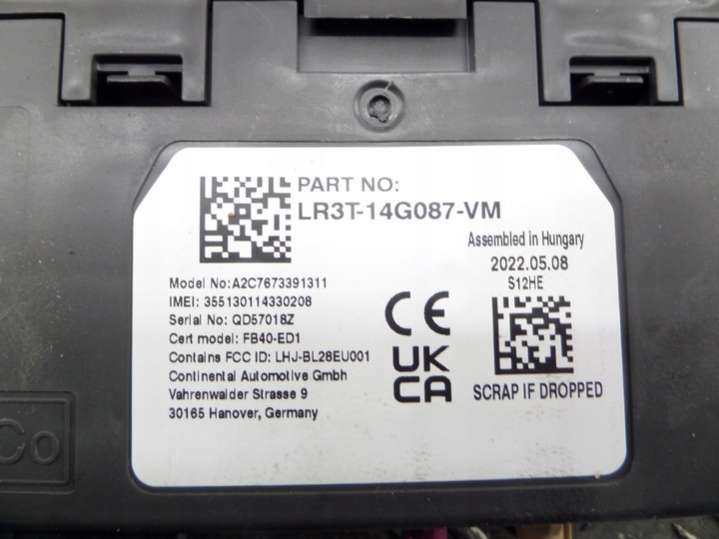 PART NO:
LR3T-14G087-VM
Assembled in Hungary
2022.05.08
S12HE
Model No: A2C7673391311
IMEI: 355130114330208
Serial No: QD57018Z
Cert model: FB40-ED1
Contains FCC ID: LHJ-BL28EU001
Continental Automotive Gmbh
Vahrenwalder Strasse 9
30165 Hanover, Germany
CE
UK
CA
SCRAP IF DROPPED
Co